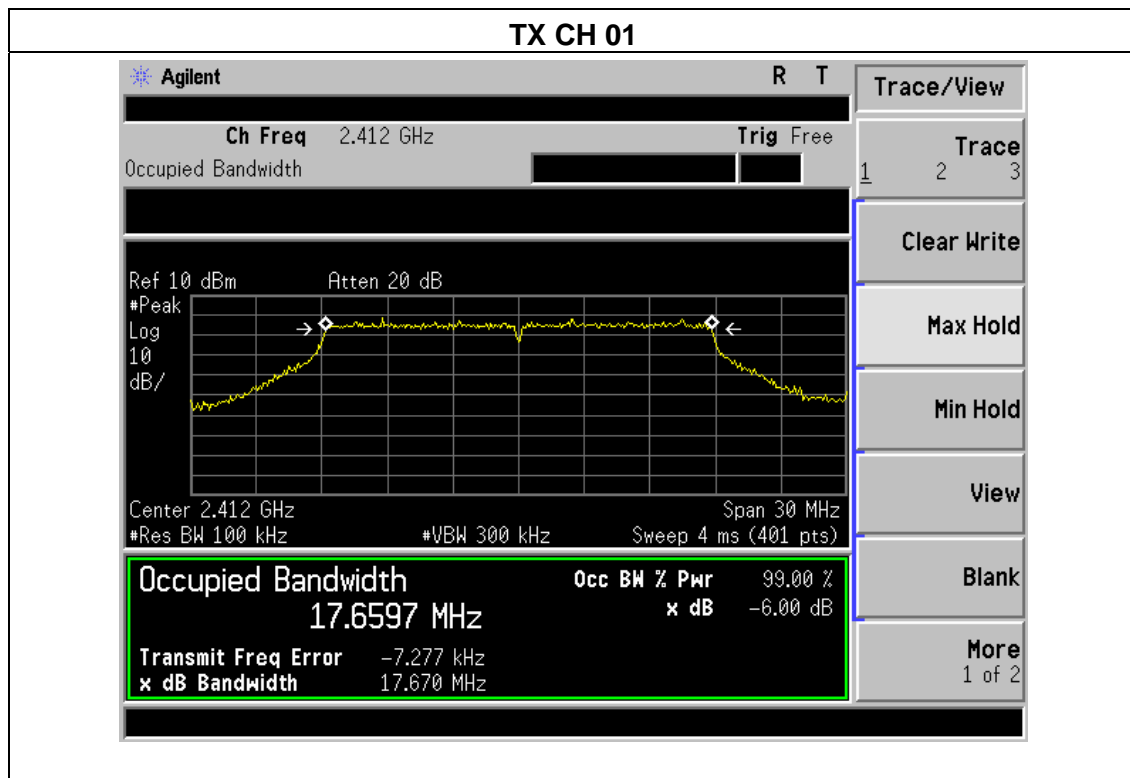 TX CH 01
Agilent R T
Ch Freq 2.412 GHz Trig Free
Occupied Bandwidth
Ref 10 dBm Atten 20 dB
#Peak
Log
10
dB/
Center 2.412 GHz Span 30 MHz
#Res BW 100 kHz #VBW 300 kHz Sweep 4 ms (401 pts)
Occupied Bandwidth Occ BW % Pwr 99.00 %
17.6597 MHz x dB -6.00 dB
Transmit Freq Error -7.277 kHz
x dB Bandwidth 17.670 MHz
Trace/View
Trace
1 2 3
Clear Write
Max Hold
Min Hold
View
Blank
More
1 of 2